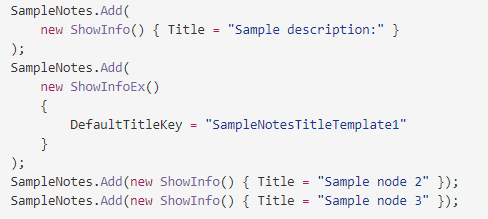 SampleNotes.Add(
    new ShowInfo() { Title = "Sample description:" }
);
SampleNotes.Add(
    new ShowInfoEx()
    {
        DefaultTitleKey = "SampleNotesTitleTemplate1"
    }
);
SampleNotes.Add(new ShowInfo() { Title = "Sample node 2" });
SampleNotes.Add(new ShowInfo() { Title = "Sample node 3" });